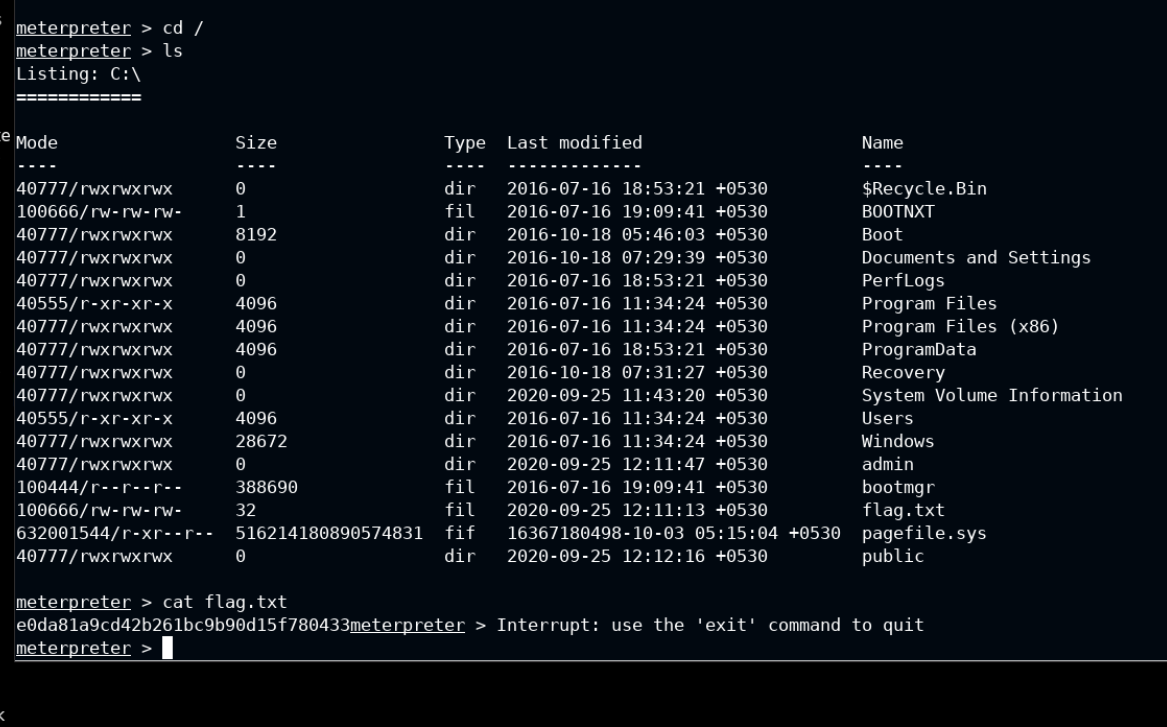 meterpreter > cd /
meterpreter > ls
Listing: C:\
============
Mode Size Type Last modified Name
---- ---- ---- ------------- ----
40777/rwxrwxrwx 0 dir 2016-07-16 18:53:21 +0530 $Recycle.Bin
100666/rw-rw-rw- 1 fil 2016-07-16 19:09:41 +0530 BOOTNXT
40777/rwxrwxrwx 8192 dir 2016-10-18 05:46:03 +0530 Boot
40777/rwxrwxrwx 0 dir 2016-10-18 07:29:39 +0530 Documents and Settings
40777/rwxrwxrwx 0 dir 2016-07-16 18:53:21 +0530 PerfLogs
40555/r-xr-xr-x 4096 dir 2016-07-16 11:34:24 +0530 Program Files
40777/rwxrwxrwx 4096 dir 2016-07-16 11:34:24 +0530 Program Files (x86)
40777/rwxrwxrwx 4096 dir 2016-07-16 18:53:21 +0530 ProgramData
40777/rwxrwxrwx 0 dir 2016-10-18 07:31:27 +0530 Recovery
40777/rwxrwxrwx 0 dir 2020-09-25 11:43:20 +0530 System Volume Information
40555/r-xr-xr-x 4096 dir 2016-07-16 11:34:24 +0530 Users
40777/rwxrwxrwx 28672 dir 2016-07-16 11:34:24 +0530 Windows
40777/rwxrwxrwx 0 dir 2020-09-25 12:11:47 +0530 admin
100444/r--r--r-- 388690 fil 2016-07-16 19:09:41 +0530 bootmgr
100666/rw-rw-rw- 32 fil 2020-09-25 12:11:13 +0530 flag.txt
632001544/r-xr--r-- 516214180890574831 fif 16367180498-10-03 05:15:04 +0530 pagefile.sys
40777/rwxrwxrwx 0 dir 2020-09-25 12:12:16 +0530 public
meterpreter > cat flag.txt
e0da81a9cd42b261bc9b90d15f780433meterpreter > Interrupt: use the 'exit' command to quit
meterpreter >